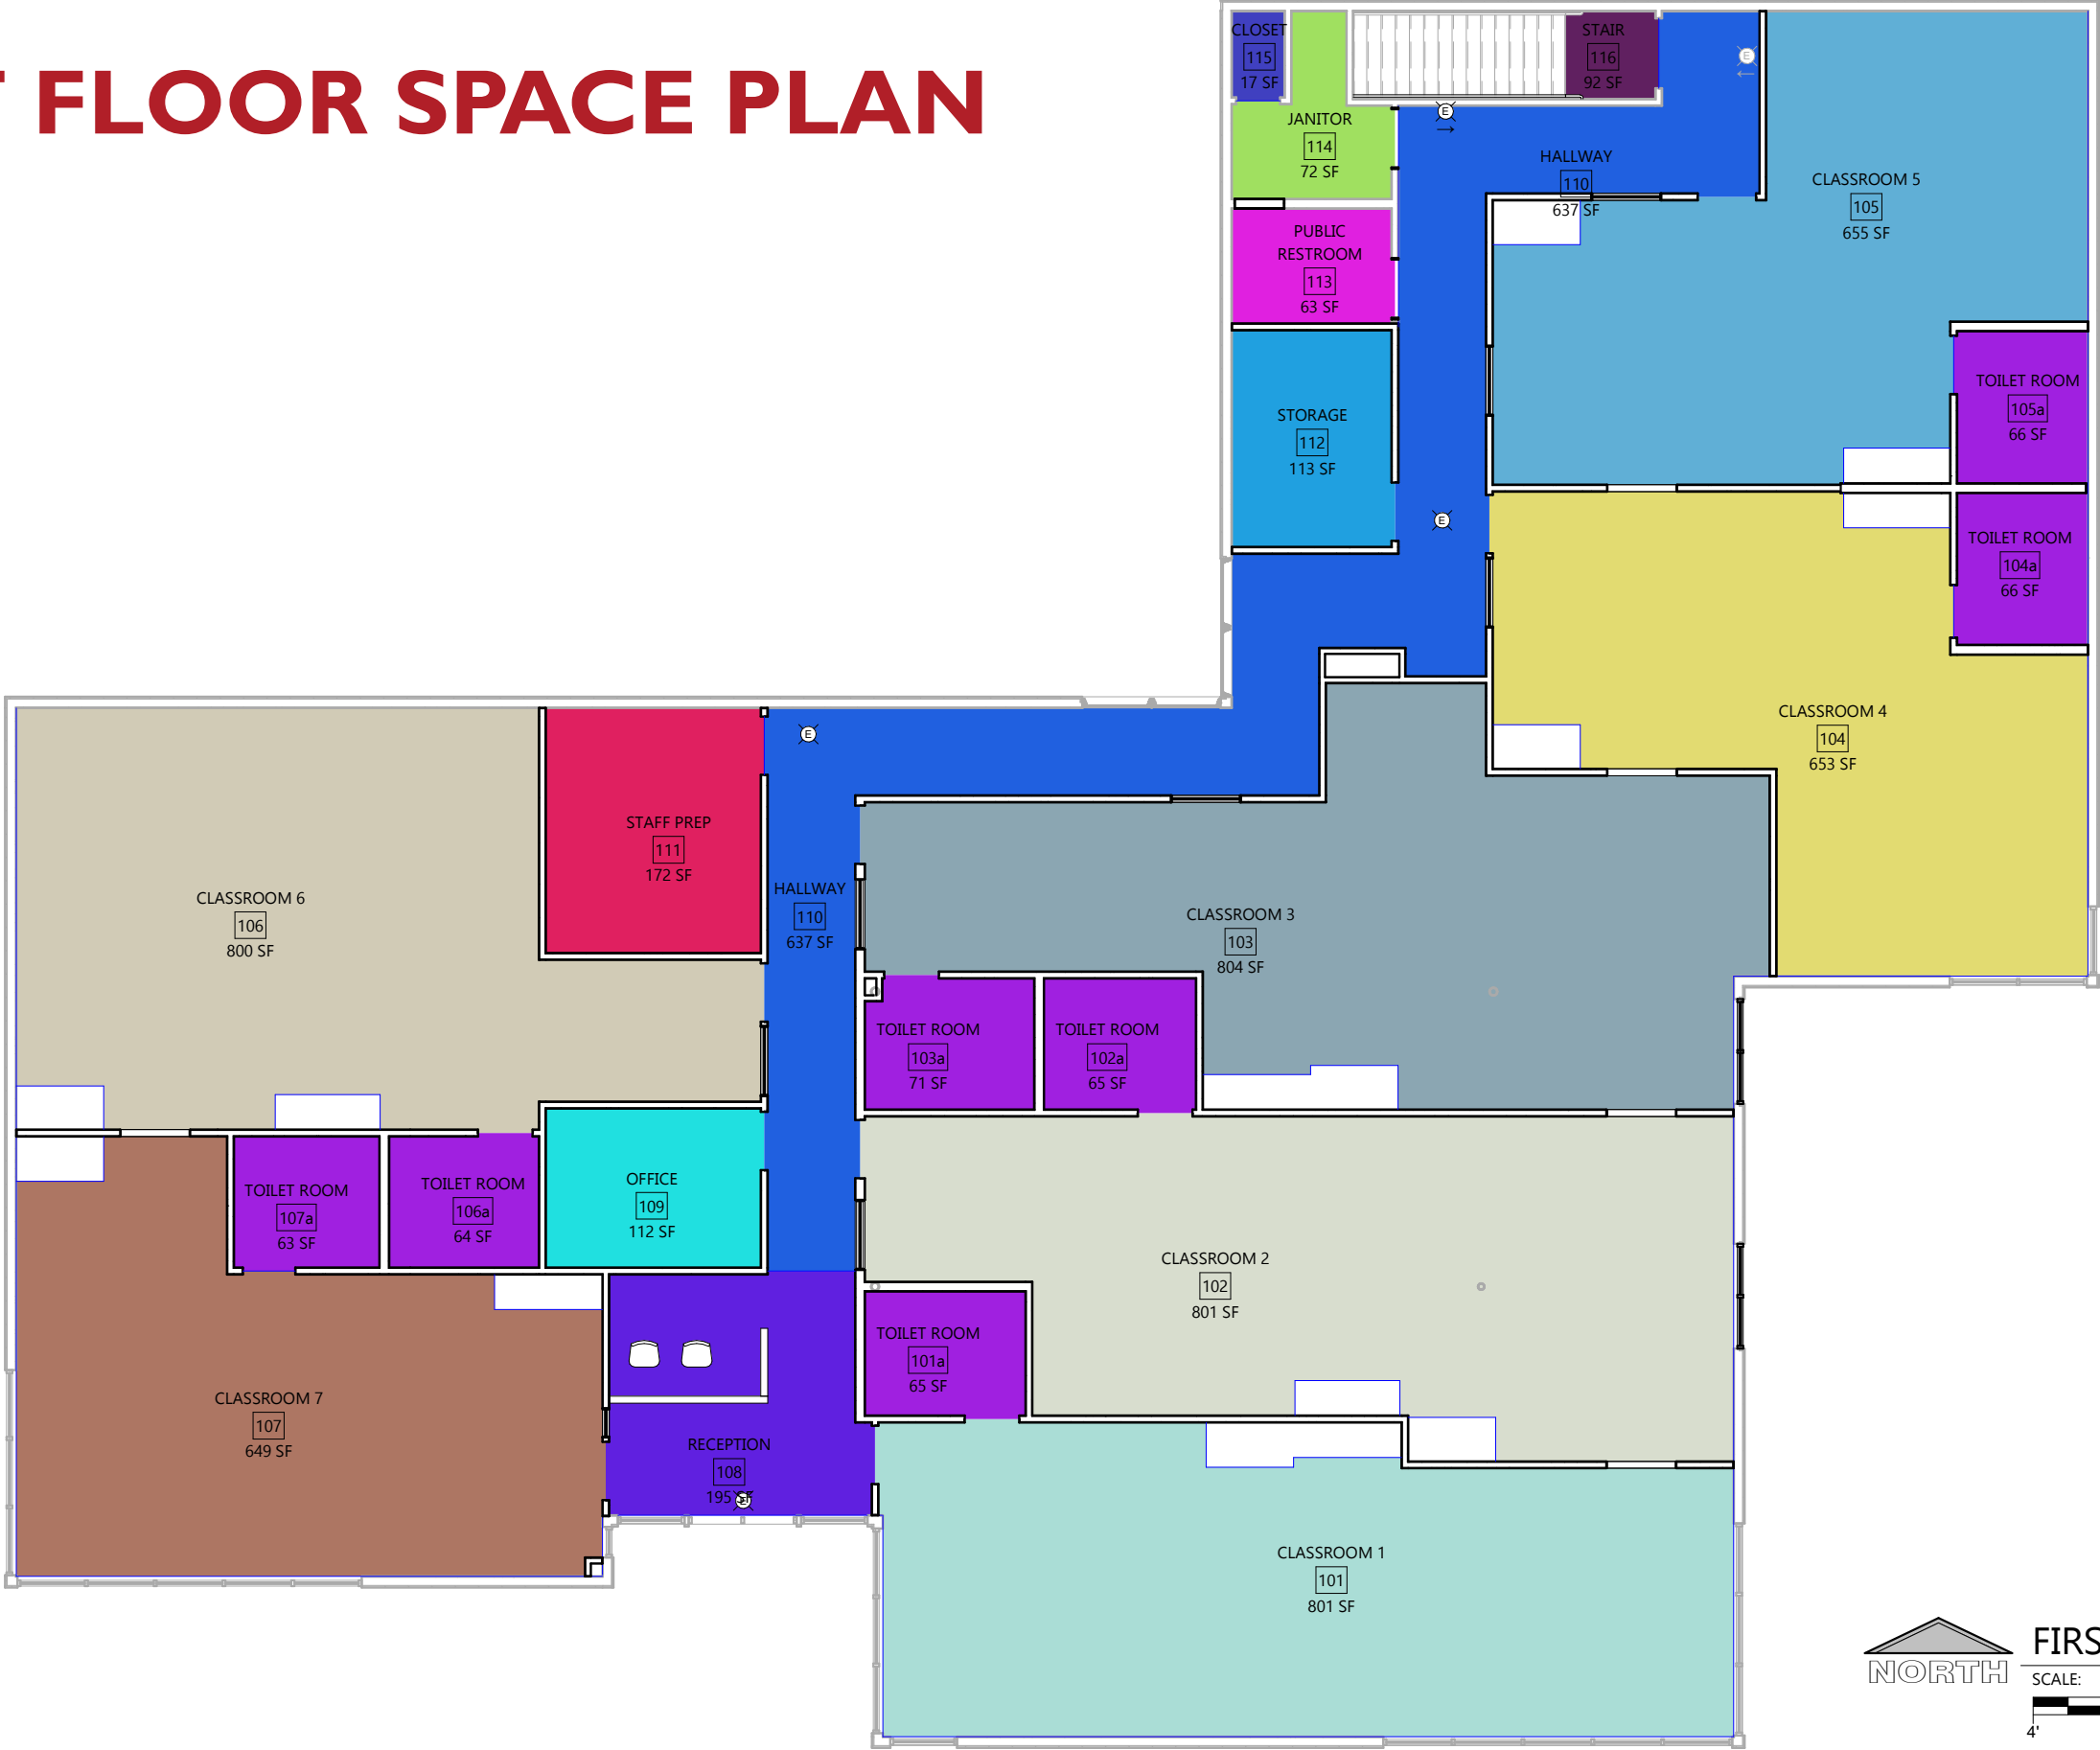 FLOOR SPACE PLAN
CLOSET
115
17 SF
STAIR
116
92 SF
E
E
JANITOR
114
72 SF
HALLWAY
110
637 SF
CLASSROOM 5
105
655 SF
PUBLIC
RESTROOM
113
63 SF
TOILET ROOM
105a
66 SF
STORAGE
112
113 SF
E
TOILET ROOM
104a
66 SF
CLASSROOM 4
104
653 SF
E
STAFF PREP
111
172 SF
HALLWAY
110
637 SF
CLASSROOM 6
106
800 SF
CLASSROOM 3
103
804 SF
TOILET ROOM
103a
71 SF
TOILET ROOM
102a
65 SF
OFFICE
109
112 SF
TOILET ROOM
107a
63 SF
TOILET ROOM
106a
64 SF
CLASSROOM 2
102
801 SF
TOILET ROOM
101a
65 SF
CLASSROOM 7
107
649 SF
RECEPTION
108
195 SF
CLASSROOM 1
101
801 SF
NORTH
FIRS
SCALE:
4'